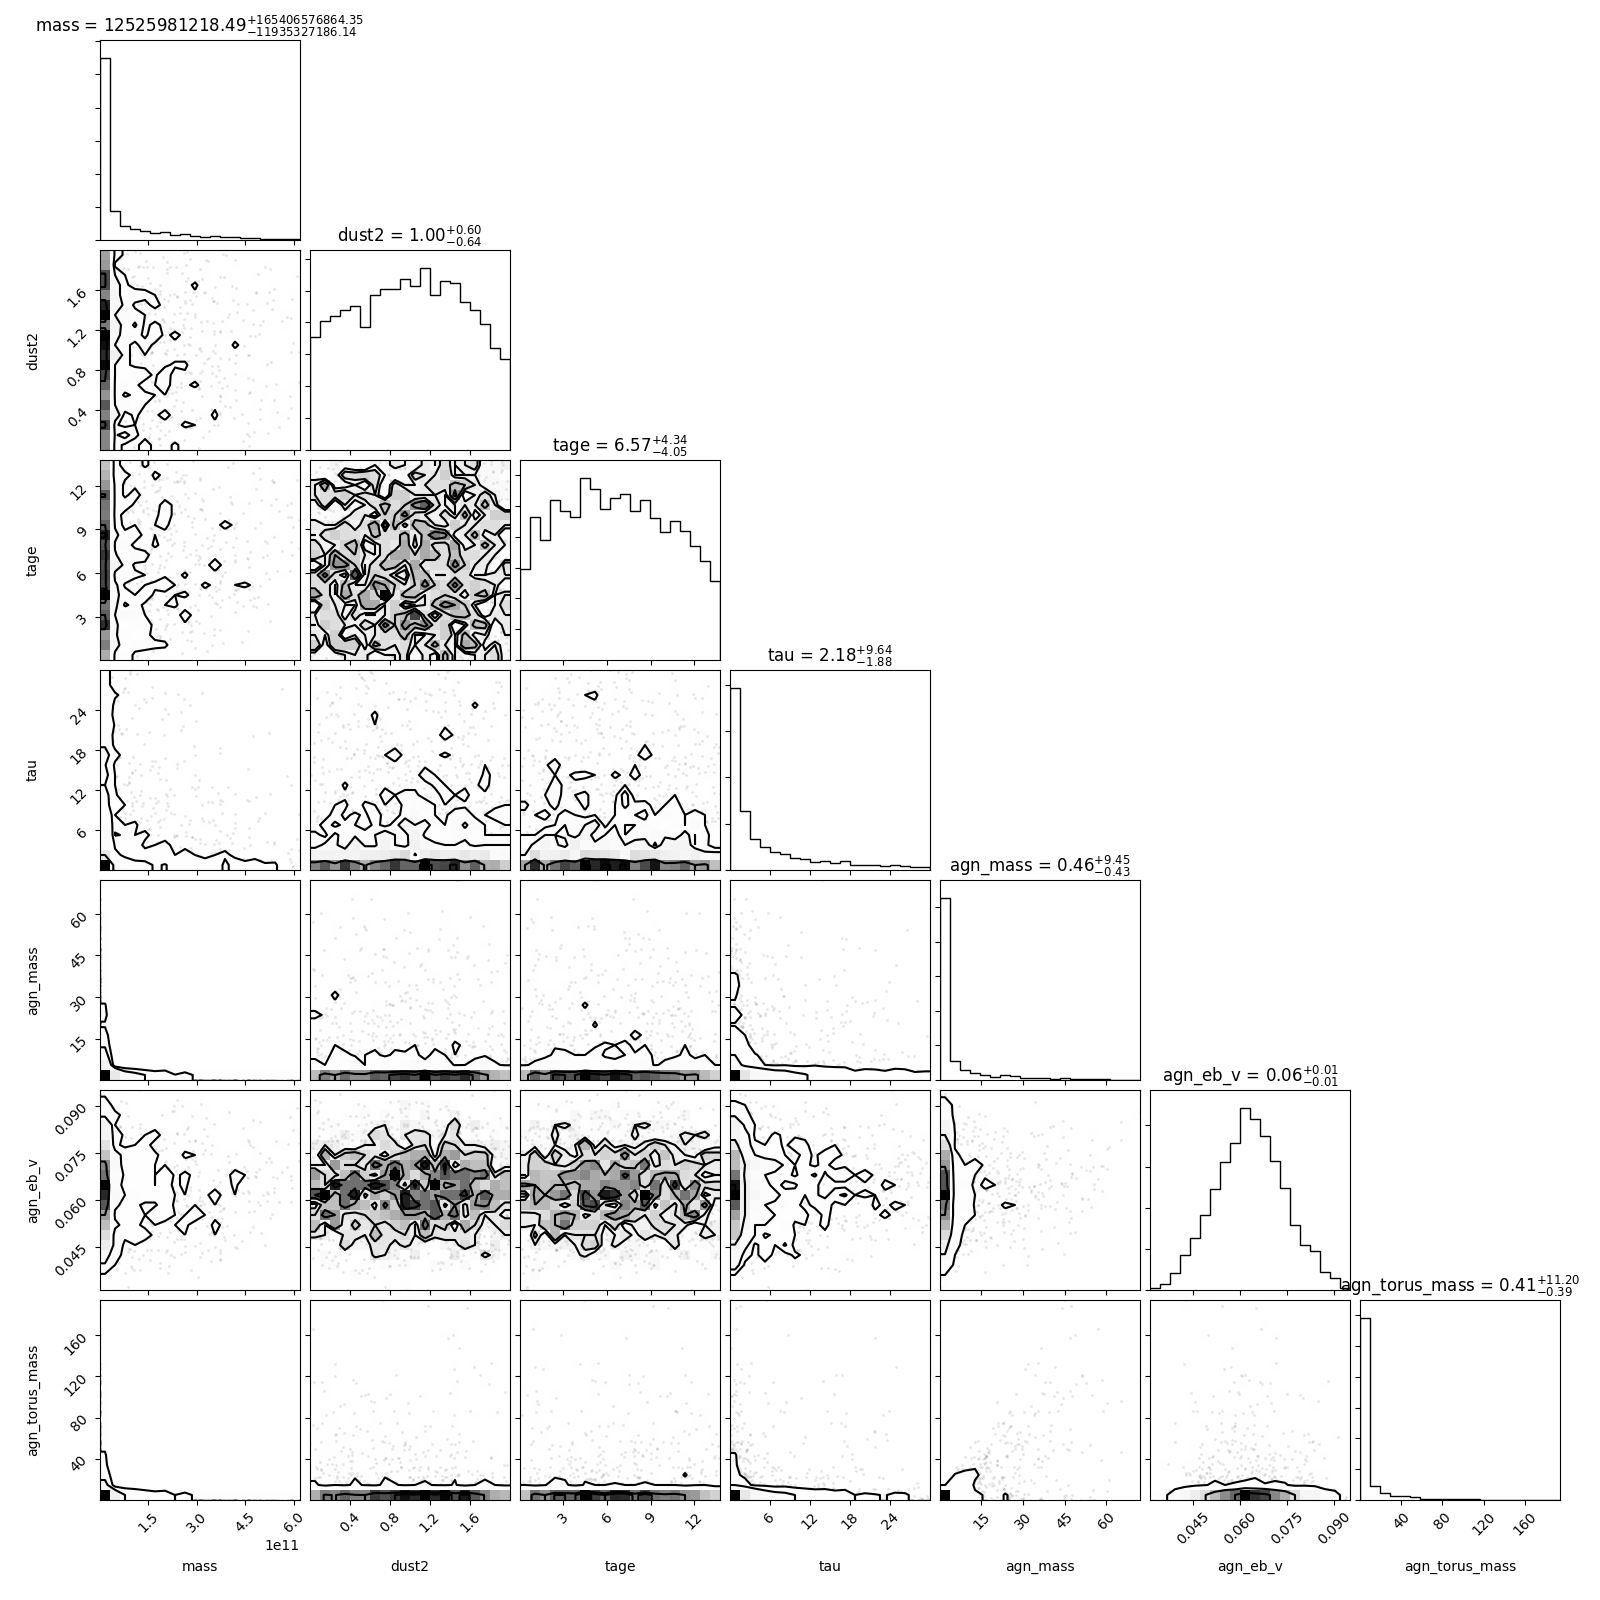 mass = 12525981218.49+165406576864.35−11935327186.14
dust2 = 1.00+0.60−0.64
1.6
1.2
0.8
0.4
dust2
tage = 6.57+4.34−4.05
12
9
6
3
tage
tau = 2.18+9.64−1.88
24
18
12
6
tau
agn_mass = 0.46+9.45−0.43
60
45
30
15
agn_mass
agn_eb_v = 0.06+0.01−0.01
0.090
0.075
0.060
0.045
agn_eb_v
agn_torus_mass = 0.41+11.20−0.39
160
120
80
40
agn_torus_mass
1.5 3.0 4.5 6.0 0.4 0.8 1.2 1.6 3 6 9 12 6 12 18 24 15 30 45 60 0.045 0.060 0.075 0.090 40 80 120 160
1e11
mass dust2 tage tau agn_mass agn_eb_v agn_torus_mass